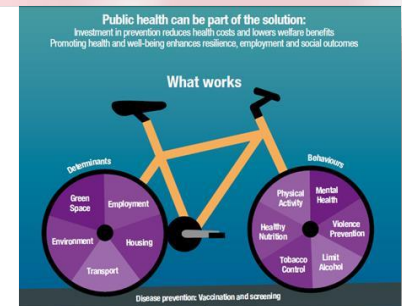 Public health can be part of the solution:
Investment in prevention reduces health costs and lowers welfare benefits
Promoting health and well-being enhances resilience, employment and social outcomes
What works
Determinants
Green
Space
Employment
Environment
Housing
Transport
Behaviours
Physical
Activity
Mental
Health
Healthy
Nutrition
Violence
Prevention
Tobacco
Control
Limit
Alcohol
Disease prevention: Vaccination and screening